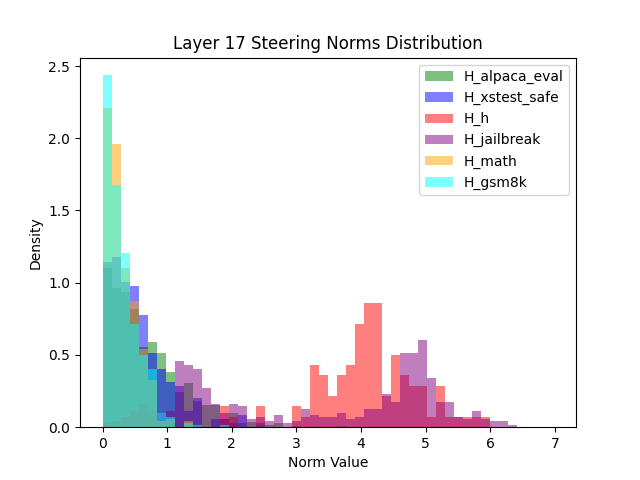 Layer 17 Steering Norms Distribution
2.5
2.0
1.5
1.0
0.5
0.0
Density
H_alpaca_eval
H_xstest_safe
H_h
H_jailbreak
H_math
H_gsm8k
0 1 2 3 4 5 6 7
Norm Value